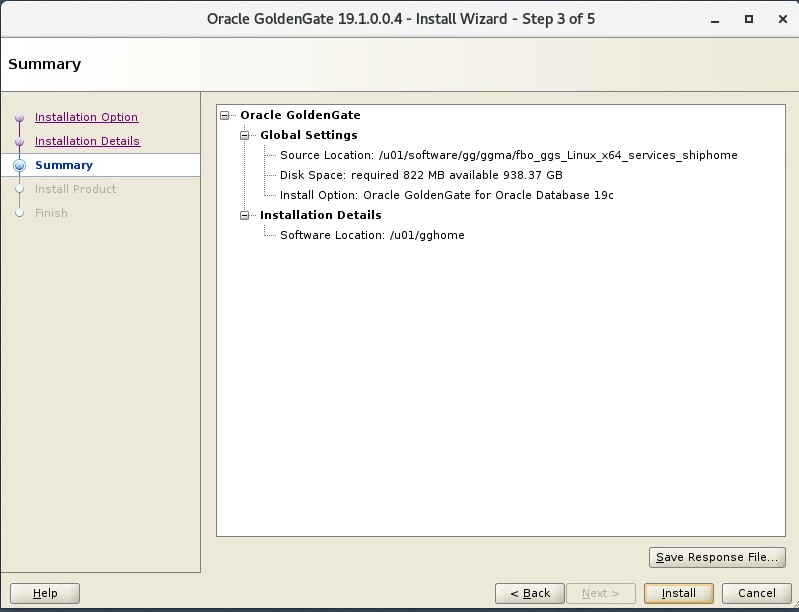 Oracle GoldenGate 19.1.0.0.4 - Install Wizard - Step 3 of 5
Summary
Installation Option
Installation Details
Summary
Install Product
Finish
Oracle GoldenGate
Global Settings
Source Location: /u01/software/gg/ggma/fbo_ggs_Linux_x64_services_shiphome
Disk Space: required 822 MB available 938.37 GB
Install Option: Oracle GoldenGate for Oracle Database 19c
Installation Details
Software Location: /u01/gghome
Save Response File...
Help
< Back
Next >
Install
Cancel